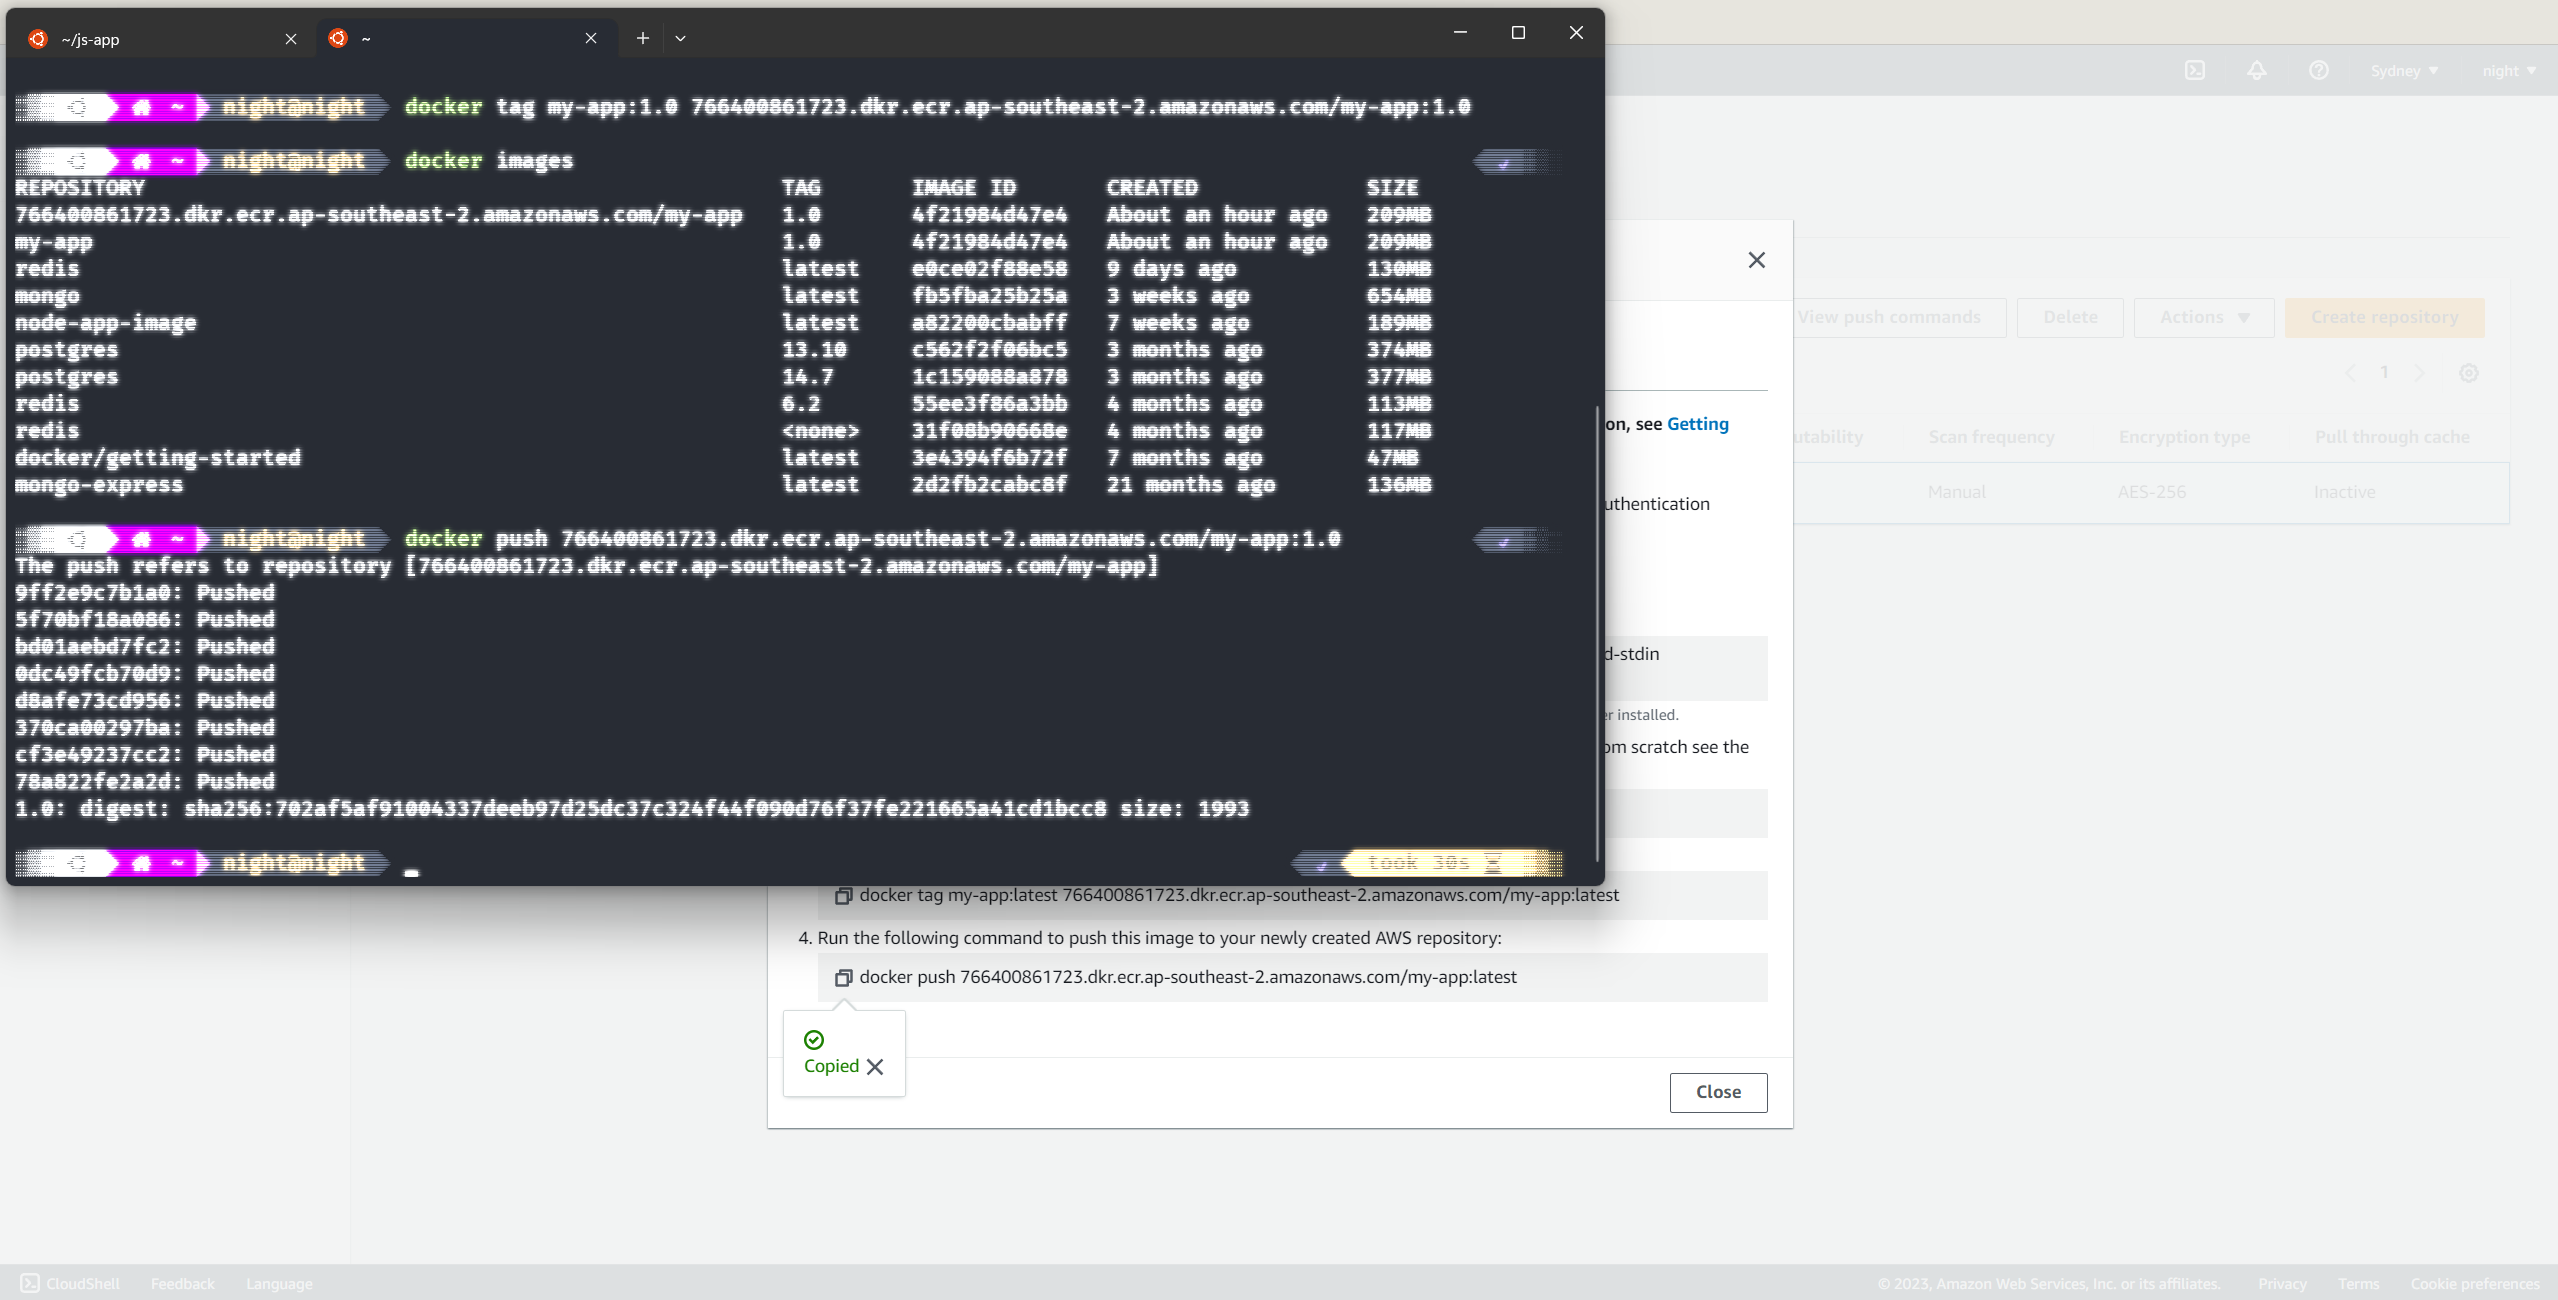 ~/js-app
~
Sydney
night
~ night@night docker tag my-app:1.0 766400861723.dkr.ecr.ap-southeast-2.amazonaws.com/my-app:1.0
~ night@night docker images
REPOSITORY TAG IMAGE ID CREATED SIZE
766400861723.dkr.ecr.ap-southeast-2.amazonaws.com/my-app 1.0 4f21984d47e4 About an hour ago 209MB
my-app 1.0 4f21984d47e4 About an hour ago 209MB
redis latest e0ce02f88e58 9 days ago 130MB
mongo latest fb5fba25b25a 3 weeks ago 654MB
node-app-image latest a82200cbabff 7 weeks ago 189MB
postgres 13.10 c562f2f06bc5 3 months ago 374MB
postgres 14.7 1c159088a878 3 months ago 377MB
redis 6.2 55ee3f86a3bb 4 months ago 113MB
redis <none> 31f08b90668e 4 months ago 117MB
docker/getting-started latest 3e4394f6b72f 7 months ago 47MB
mongo-express latest 2d2fb2cabc8f 21 months ago 136MB
~ night@night docker push 766400861723.dkr.ecr.ap-southeast-2.amazonaws.com/my-app:1.0
The push refers to repository [766400861723.dkr.ecr.ap-southeast-2.amazonaws.com/my-app]
9ff2e9c7b1a0: Pushed
5f70bf18a086: Pushed
bd01aebd7fc2: Pushed
0dc49fcb70d9: Pushed
d8afe73cd956: Pushed
370ca00297ba: Pushed
cf3e49237cc2: Pushed
78a822fe2a2d: Pushed
1.0: digest: sha256:702af5af91004337deeb97d25dc37c324f44f090d76f37fe221665a41cd1bcc8 size: 1993
~ night@night took 30s
View push commands Delete Actions Create repository
1
utability Scan frequency Encryption type Pull through cache
Manual AES-256 Inactive
on, see Getting
uthentication
d-stdin
er installed.
om scratch see the
docker tag my-app:latest 766400861723.dkr.ecr.ap-southeast-2.amazonaws.com/my-app:latest
4. Run the following command to push this image to your newly created AWS repository:
docker push 766400861723.dkr.ecr.ap-southeast-2.amazonaws.com/my-app:latest
Copied
Close
CloudShell Feedback Language
© 2023, Amazon Web Services, Inc. or its affiliates. Privacy Terms Cookie preferences